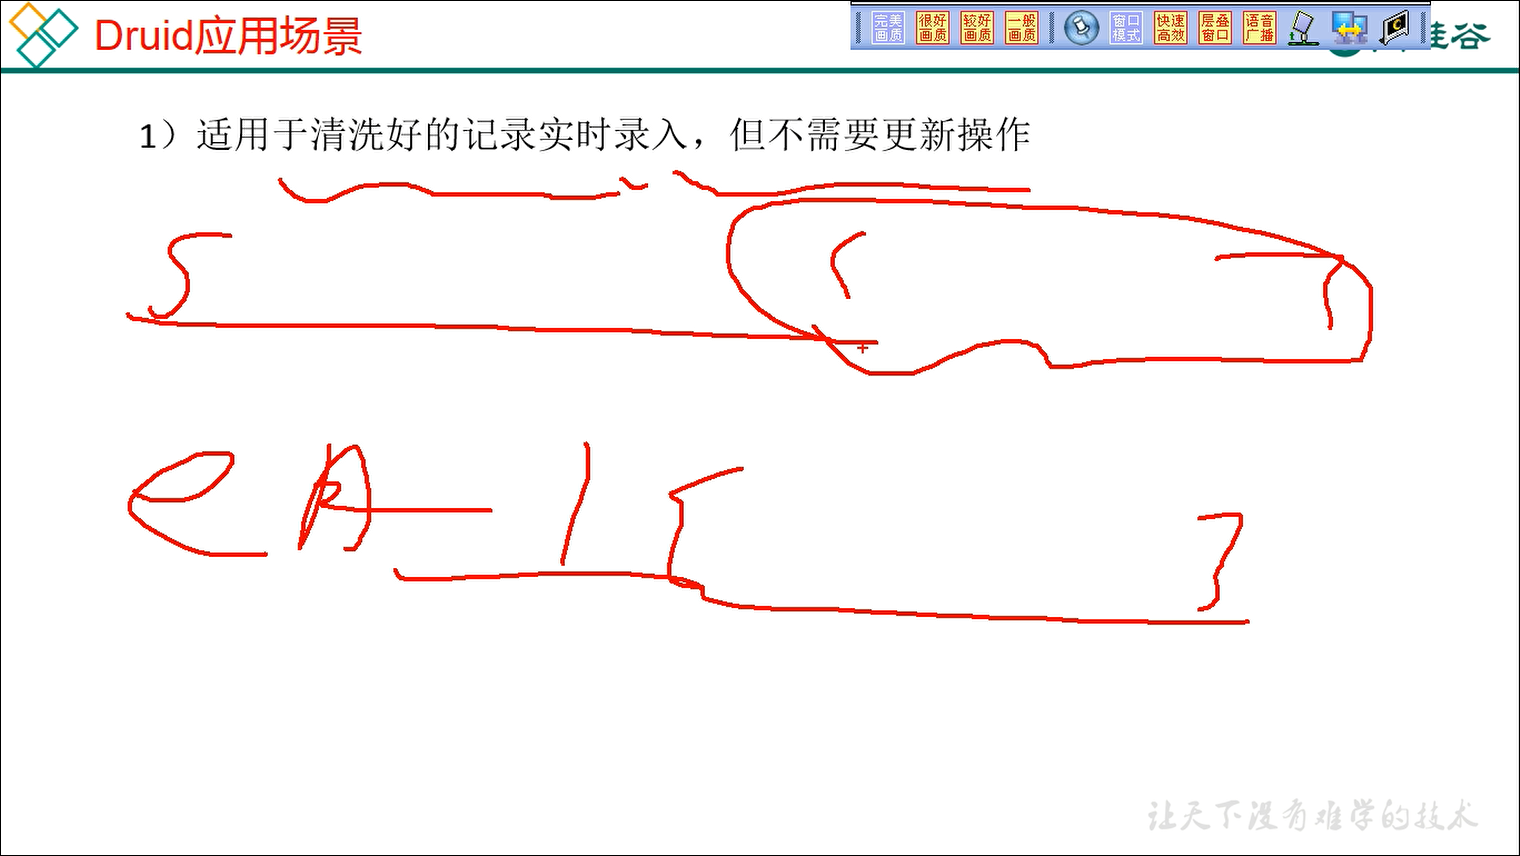 Druid应用场景
完美画质 很好画质 较好画质 一般画质 窗口模式 快速高效 层叠窗口 语音广播
谷
1）适用于清洗好的记录实时录入，但不需要更新操作
让天下没有难学的技术